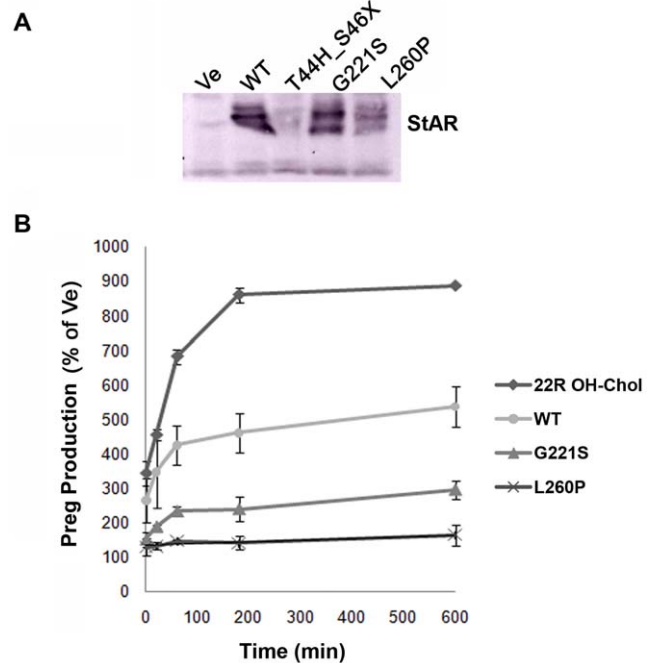 A
Ve
WT
T44H_S46X
G221S
L260P
StAR
B
Preg Production (% of Ve)
1000
900
800
700
600
500
400
300
200
100
0
0 100 200 300 400 500 600
Time (min)
22R OH-Chol
WT
G221S
L260P